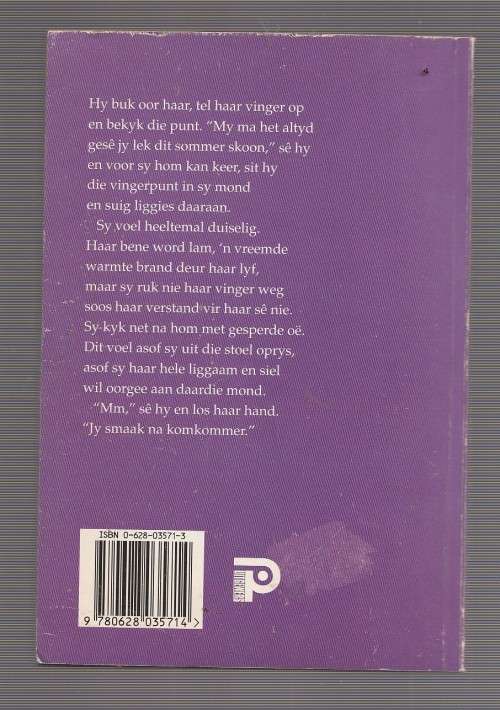 Hy buk oor haar, tel haar vinger op
en bekyk die punt. “My ma het altyd
gesê jy lek dit sommer skoon,” sê hy
en voor sy hom kan keer, sit hy
die vingerpunt in sy mond
en suig liggies daaraan.
Sy voel heeltemal duiselig.
Haar bene word lam, ’n vreemde
warmte brand deur haar lyf,
maar sy ruk nie haar vinger weg
soos haar verstand vir haar sê nie.
Sy kyk net na hom met gesperde oë.
Dit voel asof sy uit die stoel oprys,
asof sy haar hele liggaam en siel
wil oorgee aan daardie mond.
“Mm,” sê hy en los haar hand.
“Jy smaak na komkommer.”
ISBN 0-628-03571-3
9 780628 035714 >